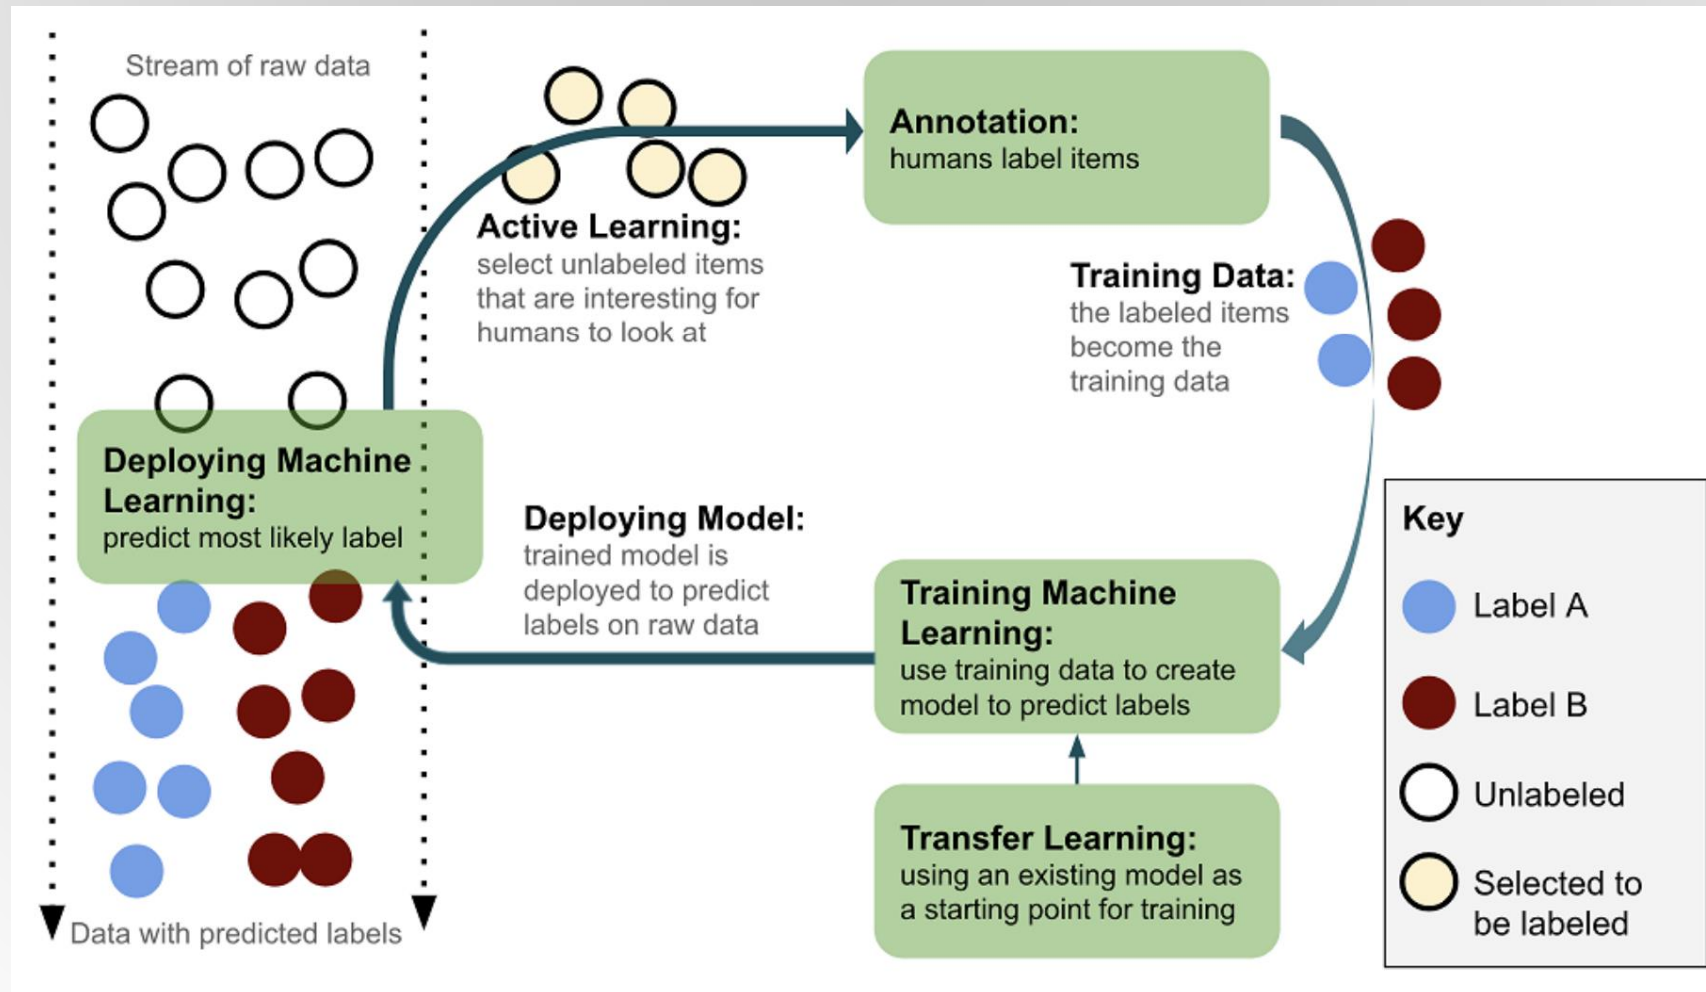 Stream of raw data
Annotation:
humans label items
Active Learning:
select unlabeled items
that are interesting for
humans to look at
Training Data:
the labeled items
become the
training data
Deploying Machine
Learning:
predict most likely label
Deploying Model:
trained model is
deployed to predict
labels on raw data
Training Machine
Learning:
use training data to create
model to predict labels
Transfer Learning:
using an existing model as
a starting point for training
Data with predicted labels
Key
Label A
Label B
Unlabeled
Selected to
be labeled